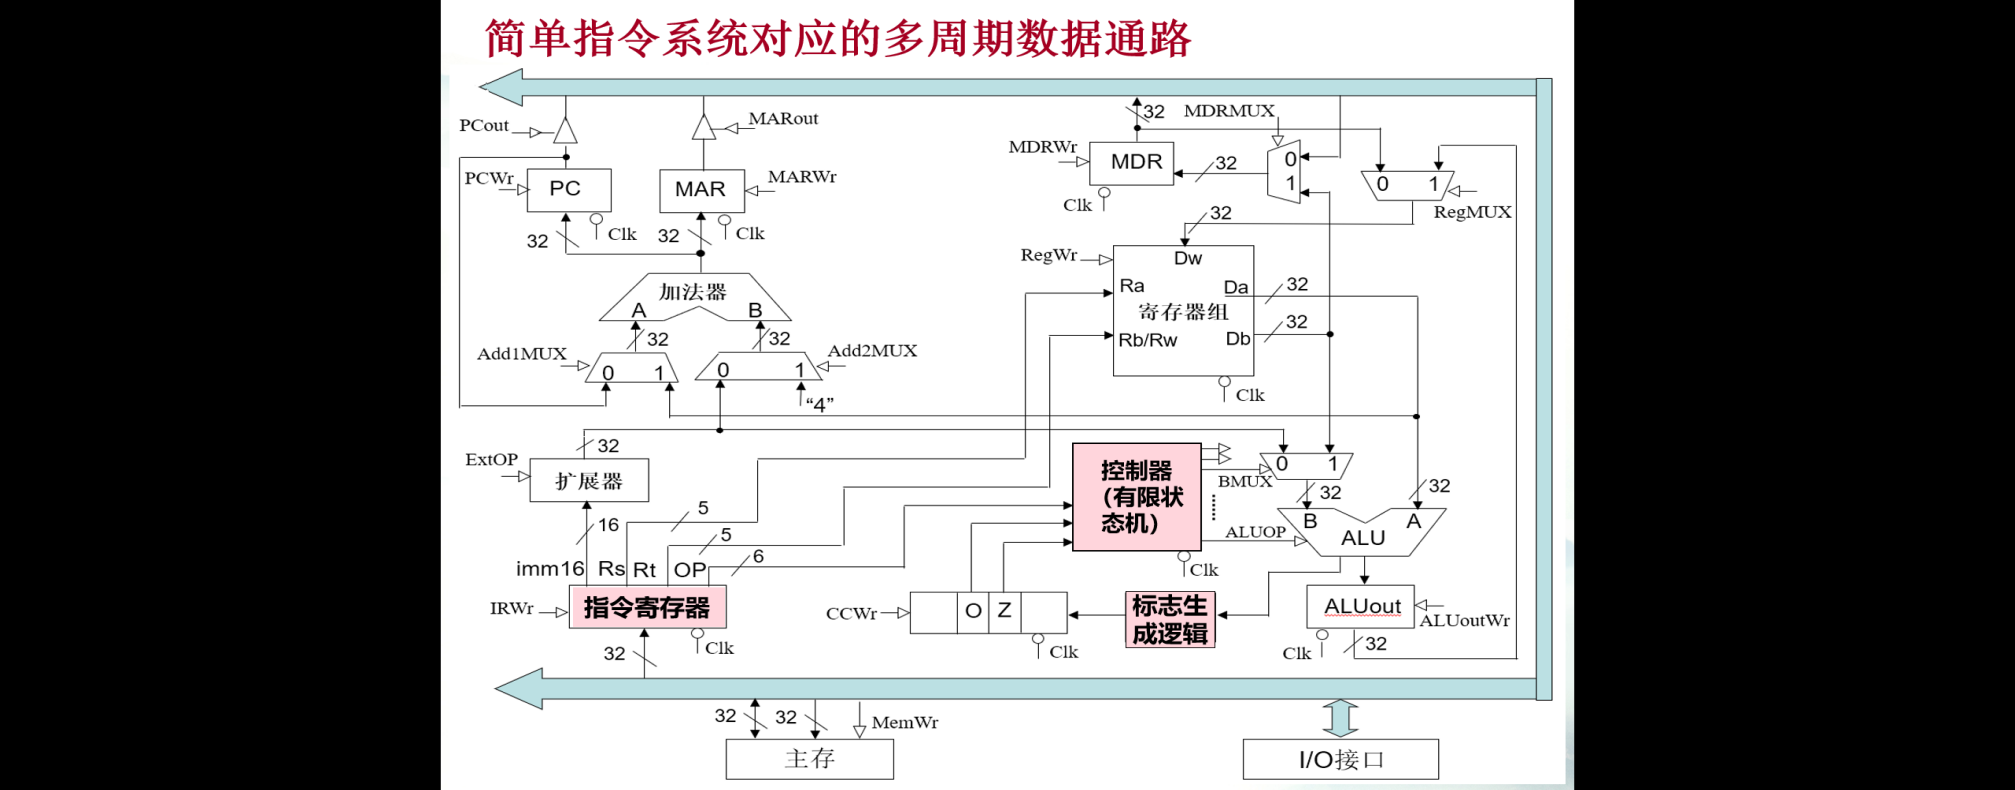 简单指令系统对应的多周期数据通路
PCout
MARout
32
MDRMUX
MDRWr
MDR
32
0
1
0 1
RegMUX
PCWr
PC
MAR
MARWr
Clk
Clk
Clk
32
32
32
RegWr
Dw
Ra
Da
32
寄存器组
Rb/Rw
Db
32
Clk
加法器
A
B
32
32
Add1MUX
0 1
0 1
Add2MUX
“4”
32
ExtOP
扩展器
16
5
5
6
imm16
Rs
Rt
OP
IRWr
指令寄存器
Clk
32
控制器
（有限状
态机）
Clk
BMUX
0 1
32
32
B
A
ALU
ALUOP
ALUout
ALUoutWr
Clk
32
CCWr
O
Z
Clk
标志生
成逻辑
32
32
MemWr
主存
I/O接口